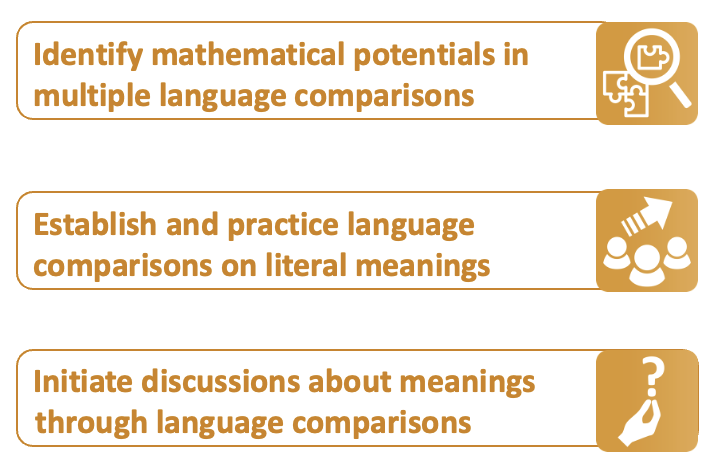 Identify mathematical potentials in
multiple language comparisons
Establish and practice language
comparisons on literal meanings
Initiate discussions about meanings
through language comparisons
?